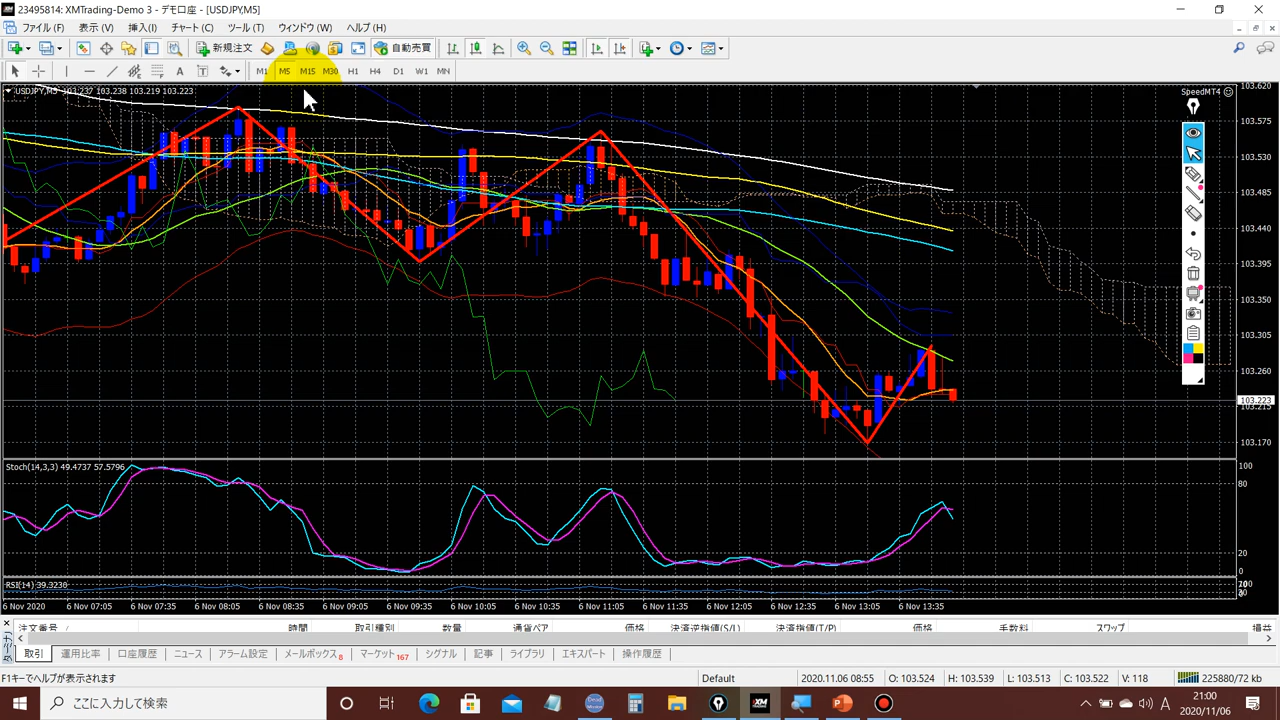 23495814: XMTrading-Demo 3 - デモ口座 - [USDJPY,M5]
ファイル (F) 表示 (V) 挿入(I) チャート (C) ツール (T) ウィンドウ (W) ヘルプ (H)
新規注文 自動売買
A T M1 M5 M15 M30 H1 H4 D1 W1 MN
USDJPY,M5 103.237 103.238 103.219 103.223
SpeedMT4
103.620
103.575
103.530
103.485
103.440
103.395
103.350
103.305
103.260
103.223
103.215
103.170
Stoch(14,3,3) 49.4737 57.5796
100
80
20
0
RSI(14) 39.3230
6 Nov 2020 6 Nov 07:05 6 Nov 07:35 6 Nov 08:05 6 Nov 08:35 6 Nov 09:05 6 Nov 09:35 6 Nov 10:05 6 Nov 10:35 6 Nov 11:05 6 Nov 11:35 6 Nov 12:05 6 Nov 12:35 6 Nov 13:05 6 Nov 13:35
注文番号 / 時間 取引種別 数量 通貨ペア 価格 決済逆指値(S/L) 決済指値(T/P) 価格 手数料 スワップ 損益
取引 運用比率 口座履歴 ニュース アラーム設定 メールボックス 8 マーケット 167 シグナル 記事 ライブラリ エキスパート 操作履歴
F1キーでヘルプが表示されます Default 2020.11.06 08:55 O: 103.524 H: 103.539 L: 103.513 C: 103.522 V: 118 225880/72 kb
ここに入力して検索
A 21:00
2020/11/06